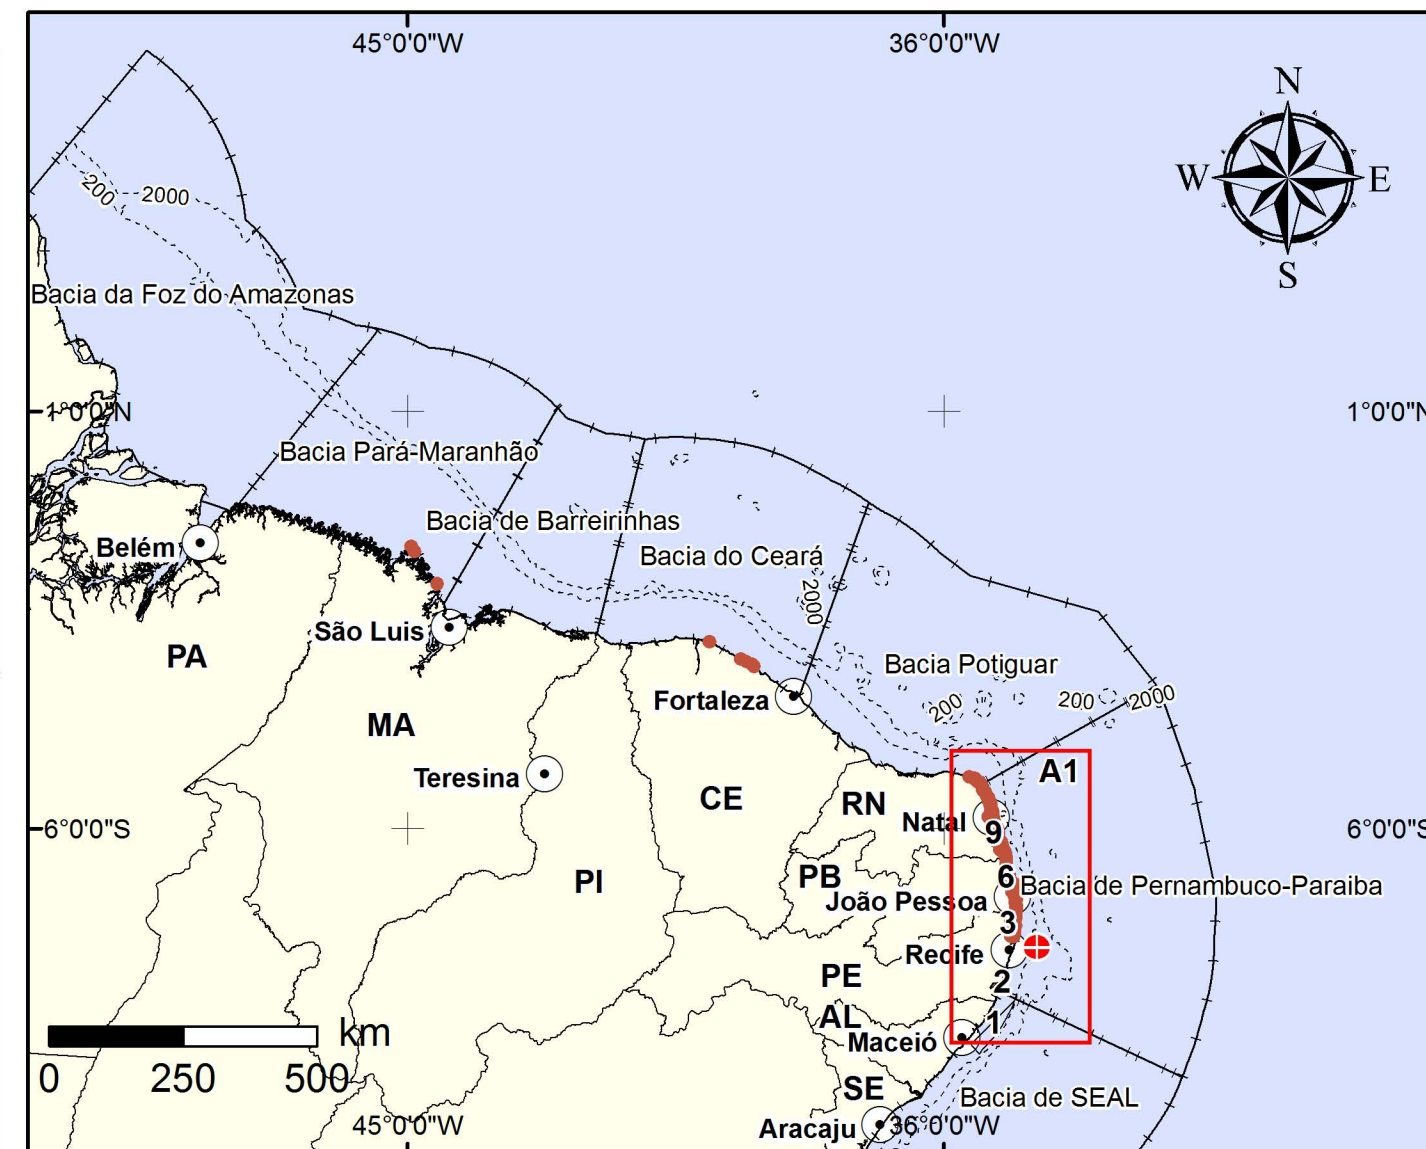 45°0'0"W
36°0'0"W
N
W
E
S
200
2000
Bacia da Foz do Amazonas
1°0'0"N
1°0'0"N
Bacia Pará-Maranhão
Bacia de Barreirinhas
Belém
Bacia do Ceará
2000
São Luis
PA
Bacia Potiguar
Fortaleza
200
200
2000
MA
Teresina
CE
A1
RN
Natal
9
6°0'0"S
6°0'0"S
PI
PB
6
Bacia de Pernambuco-Paraiba
João Pessoa
3
Recife
PE
2
AL
1
Maceió
km
0
250
500
SE
Bacia de SEAL
45°0'0"W
Aracaju
36°0'0"W